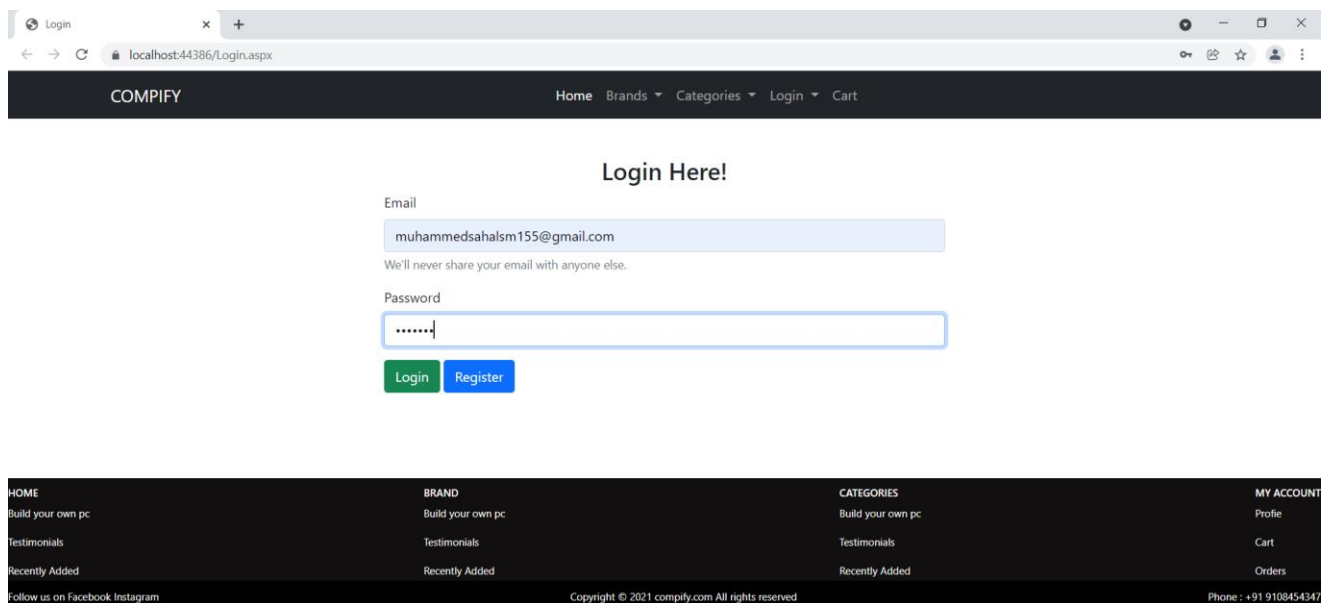 Login
localhost:44386/Login.aspx
COMPIFY Home Brands Categories Login Cart
Login Here!
Email
muhammedsahalsm155@gmail.com
We'll never share your email with anyone else.
Password
•••••••
Login Register
HOME BRAND CATEGORIES MY ACCOUNT
Build your own pc Build your own pc Build your own pc Profie
Testimonials Testimonials Testimonials Cart
Recently Added Recently Added Recently Added Orders
Follow us on Facebook Instagram Copyright © 2021 compify.com All rights reserved Phone : +91 9108454347